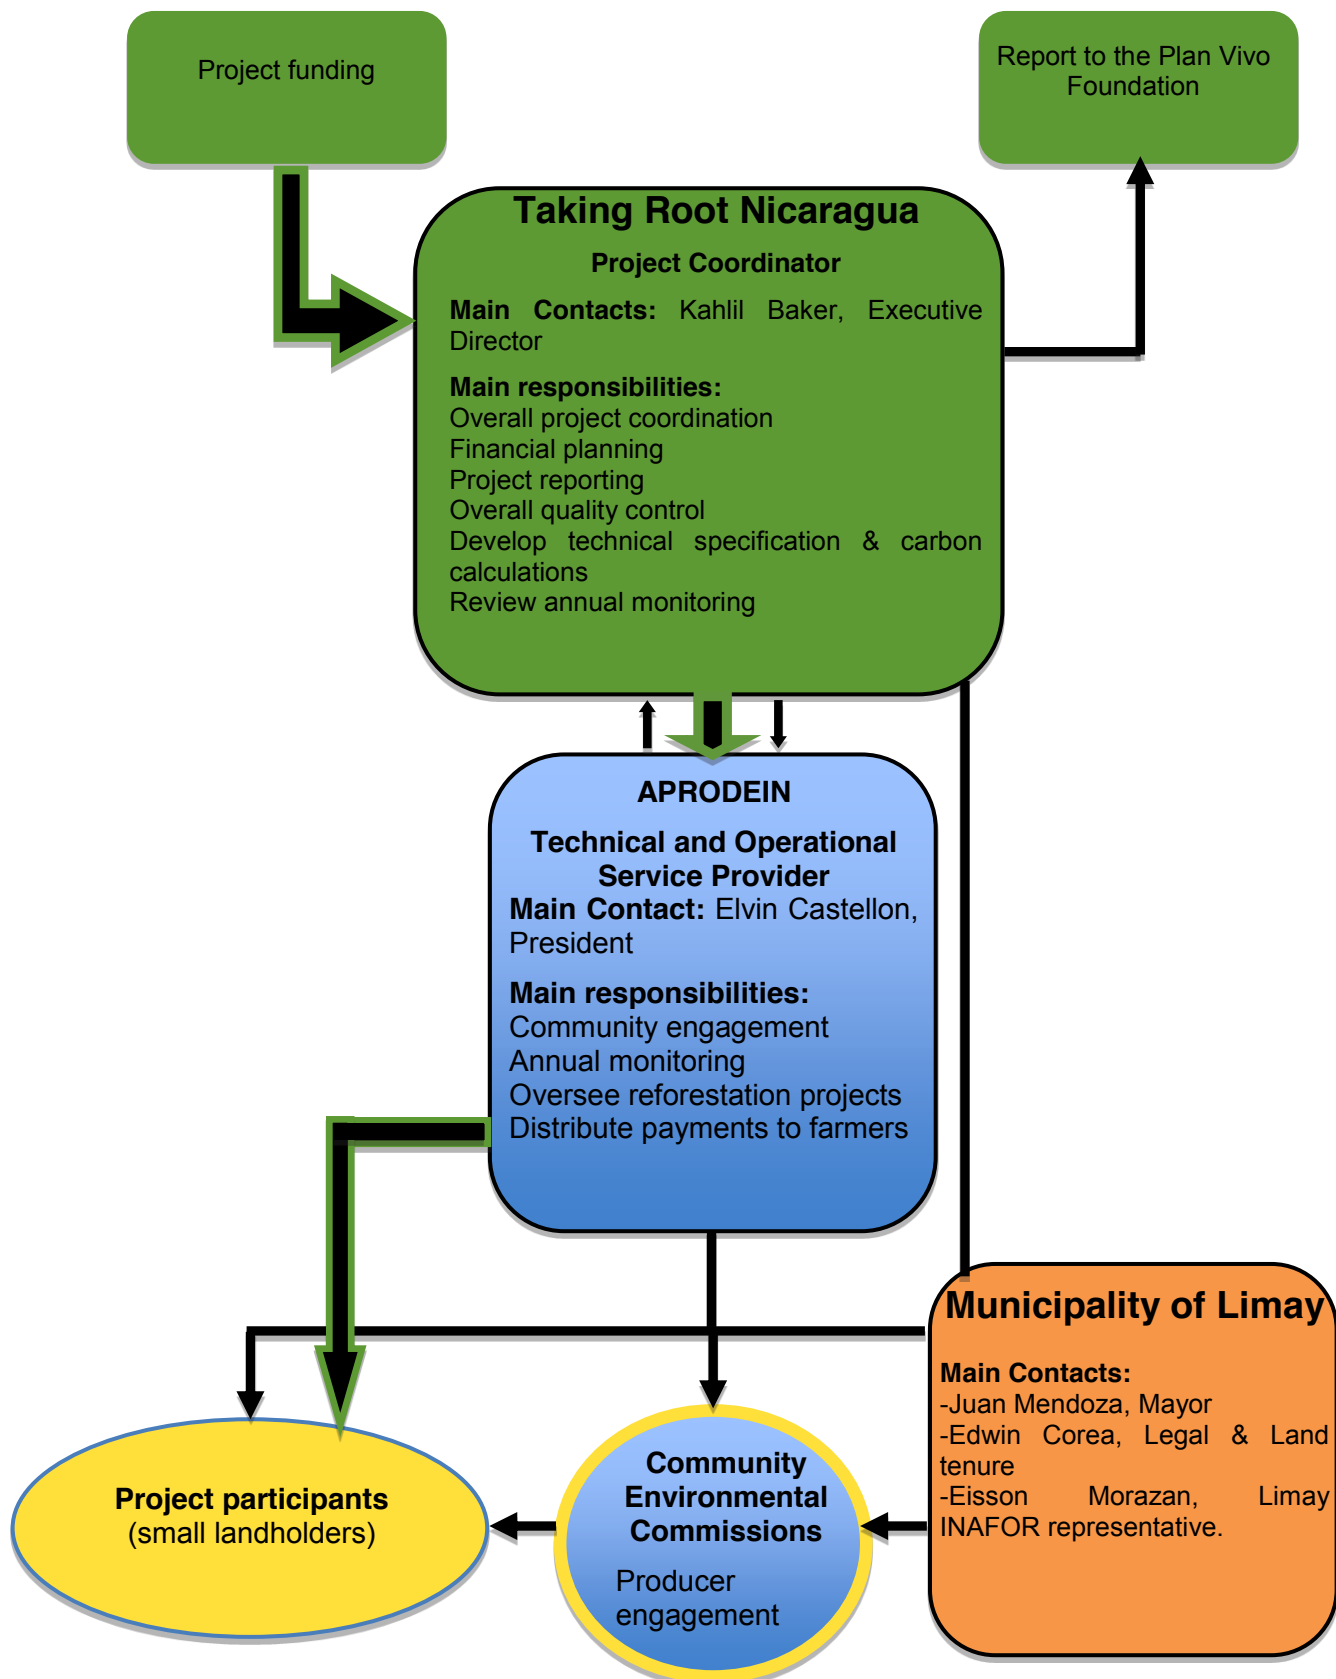 Project funding
Report to the Plan Vivo
Foundation
Taking Root Nicaragua
Project Coordinator
Main Contacts: Kahlil Baker, Executive
Director
Main responsibilities:
Overall project coordination
Financial planning
Project reporting
Overall quality control
Develop technical specification & carbon
calculations
Review annual monitoring
APRODEIN
Technical and Operational
Service Provider
Main Contact: Elvin Castellon,
President
Main responsibilities:
Community engagement
Annual monitoring
Oversee reforestation projects
Distribute payments to farmers
Municipality of Limay
Main Contacts:
-Juan Mendoza, Mayor
-Edwin Corea, Legal & Land
tenure
-Eisson Morazan, Limay
INAFOR representative.
Project participants
(small landholders)
Community
Environmental
Commissions
Producer
engagement